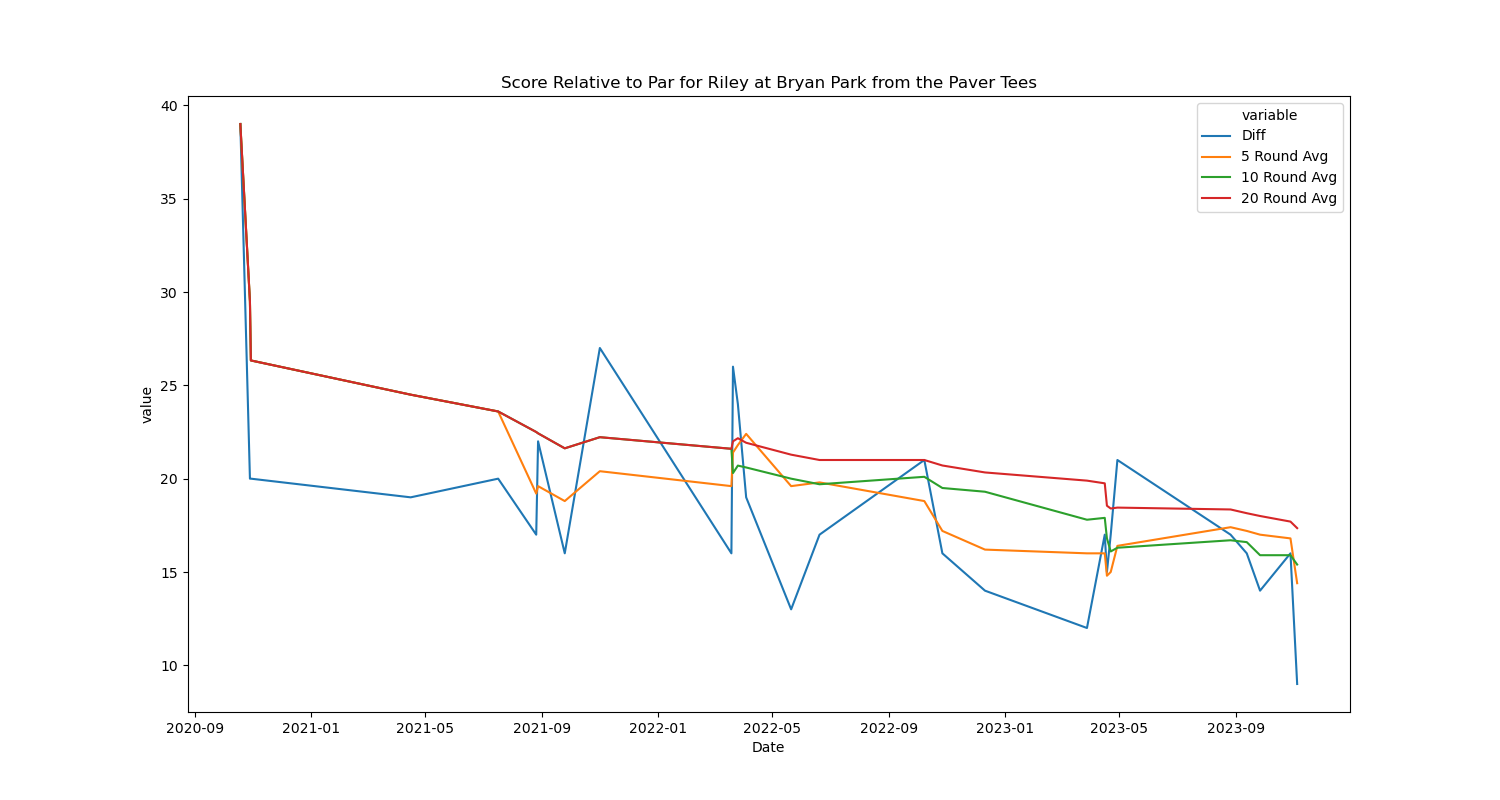 Score Relative to Par for Riley at Bryan Park from the Paver Tees
variable
Diff
5 Round Avg
10 Round Avg
20 Round Avg
value
40
35
30
25
20
15
10
2020-09
2021-01
2021-05
2021-09
2022-01
2022-05
2022-09
2023-01
2023-05
2023-09
Date